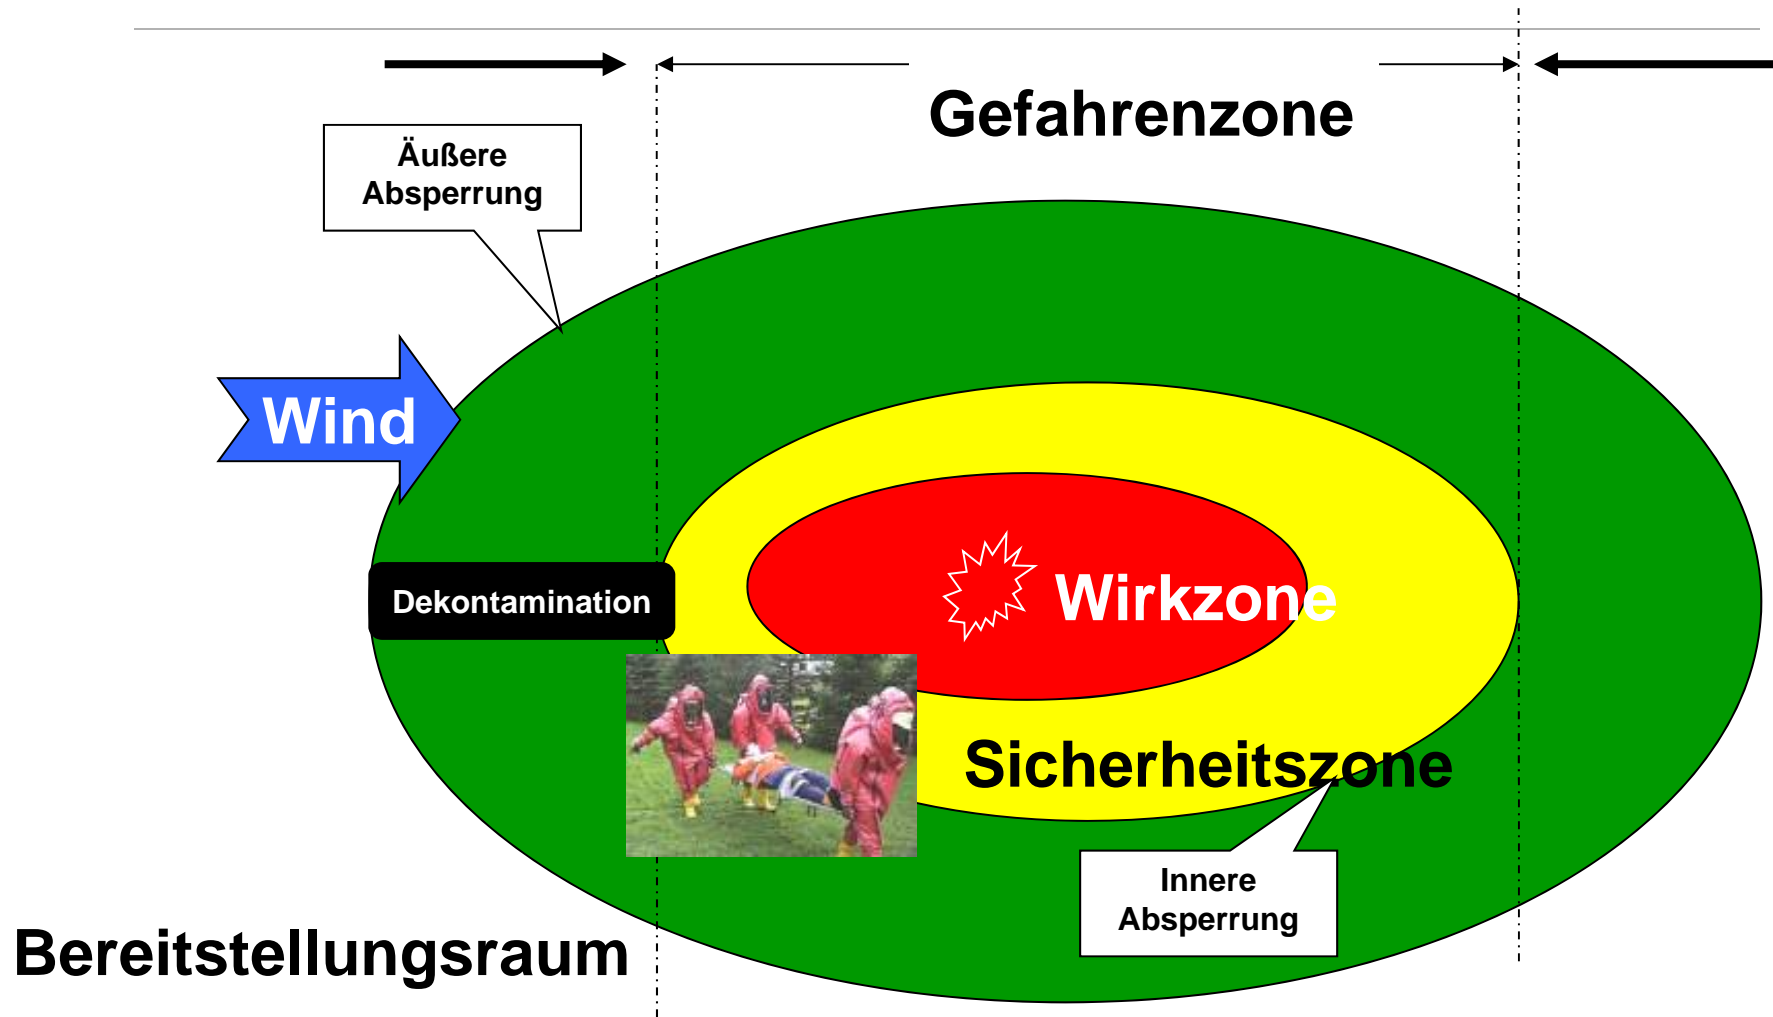 Gefahrenzone
Äußere
Absperrung
Wind
Dekontamination
Wirkzone
Sicherheitszone
Innere
Absperrung
Bereitstellungsraum